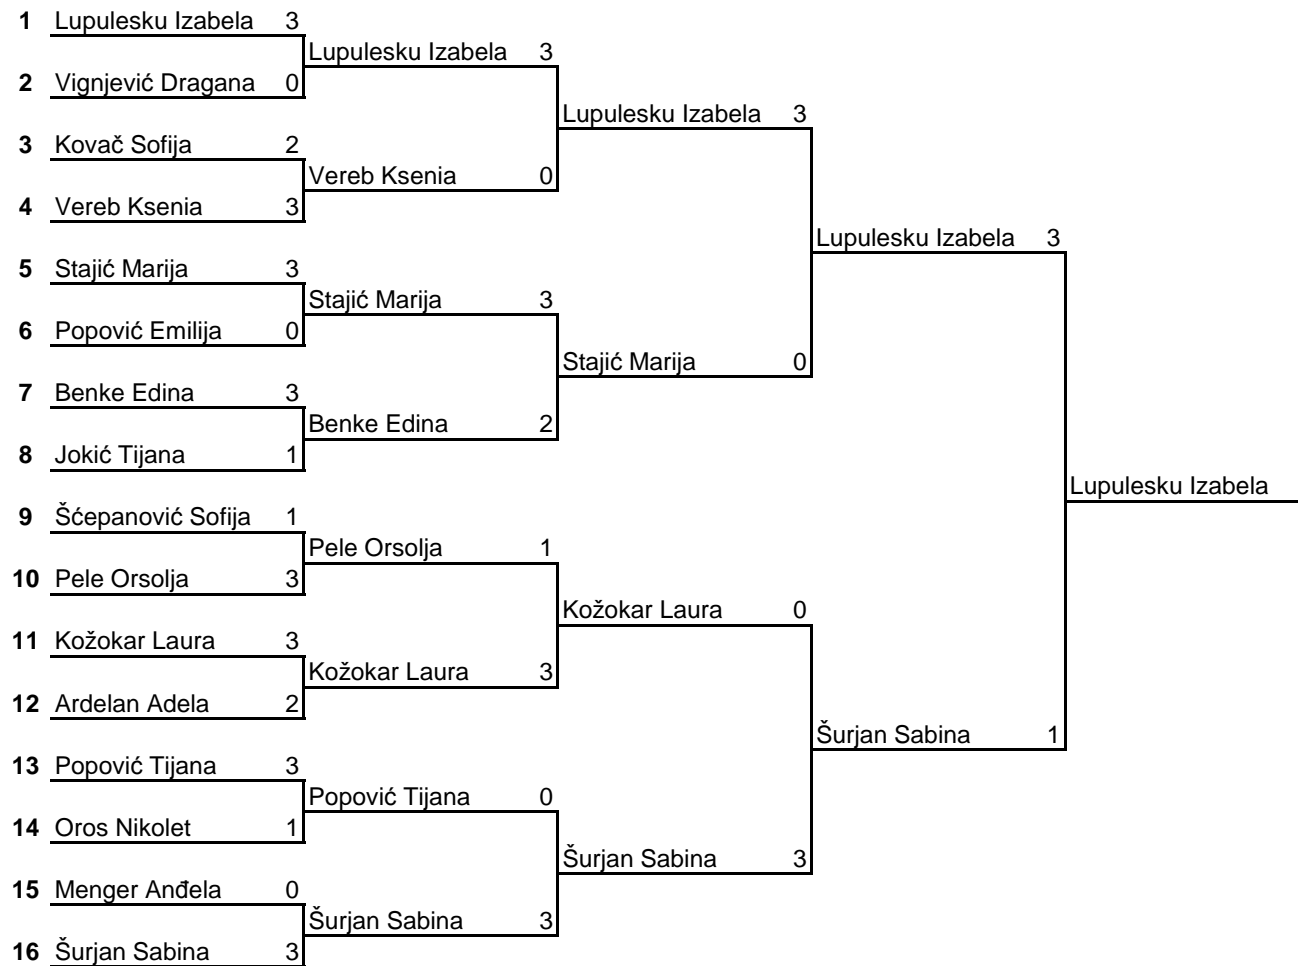 1 Lupulesku Izabela 3
Lupulesku Izabela 3
2 Vignjević Dragana 0
Lupulesku Izabela 3
3 Kovač Sofija 2
Vereb Ksenia 0
4 Vereb Ksenia 3
Lupulesku Izabela 3
5 Stajić Marija 3
Stajić Marija 3
6 Popović Emilija 0
Stajić Marija 0
7 Benke Edina 3
Benke Edina 2
8 Jokić Tijana 1
Lupulesku Izabela
9 Šćepanović Sofija 1
Pele Orsolja 1
10 Pele Orsolja 3
Kožokar Laura 0
11 Kožokar Laura 3
Kožokar Laura 3
12 Ardelan Adela 2
Šurjan Sabina 1
13 Popović Tijana 3
Popović Tijana 0
14 Oros Nikolet 1
Šurjan Sabina 3
15 Menger Anđela 0
Šurjan Sabina 3
16 Šurjan Sabina 3